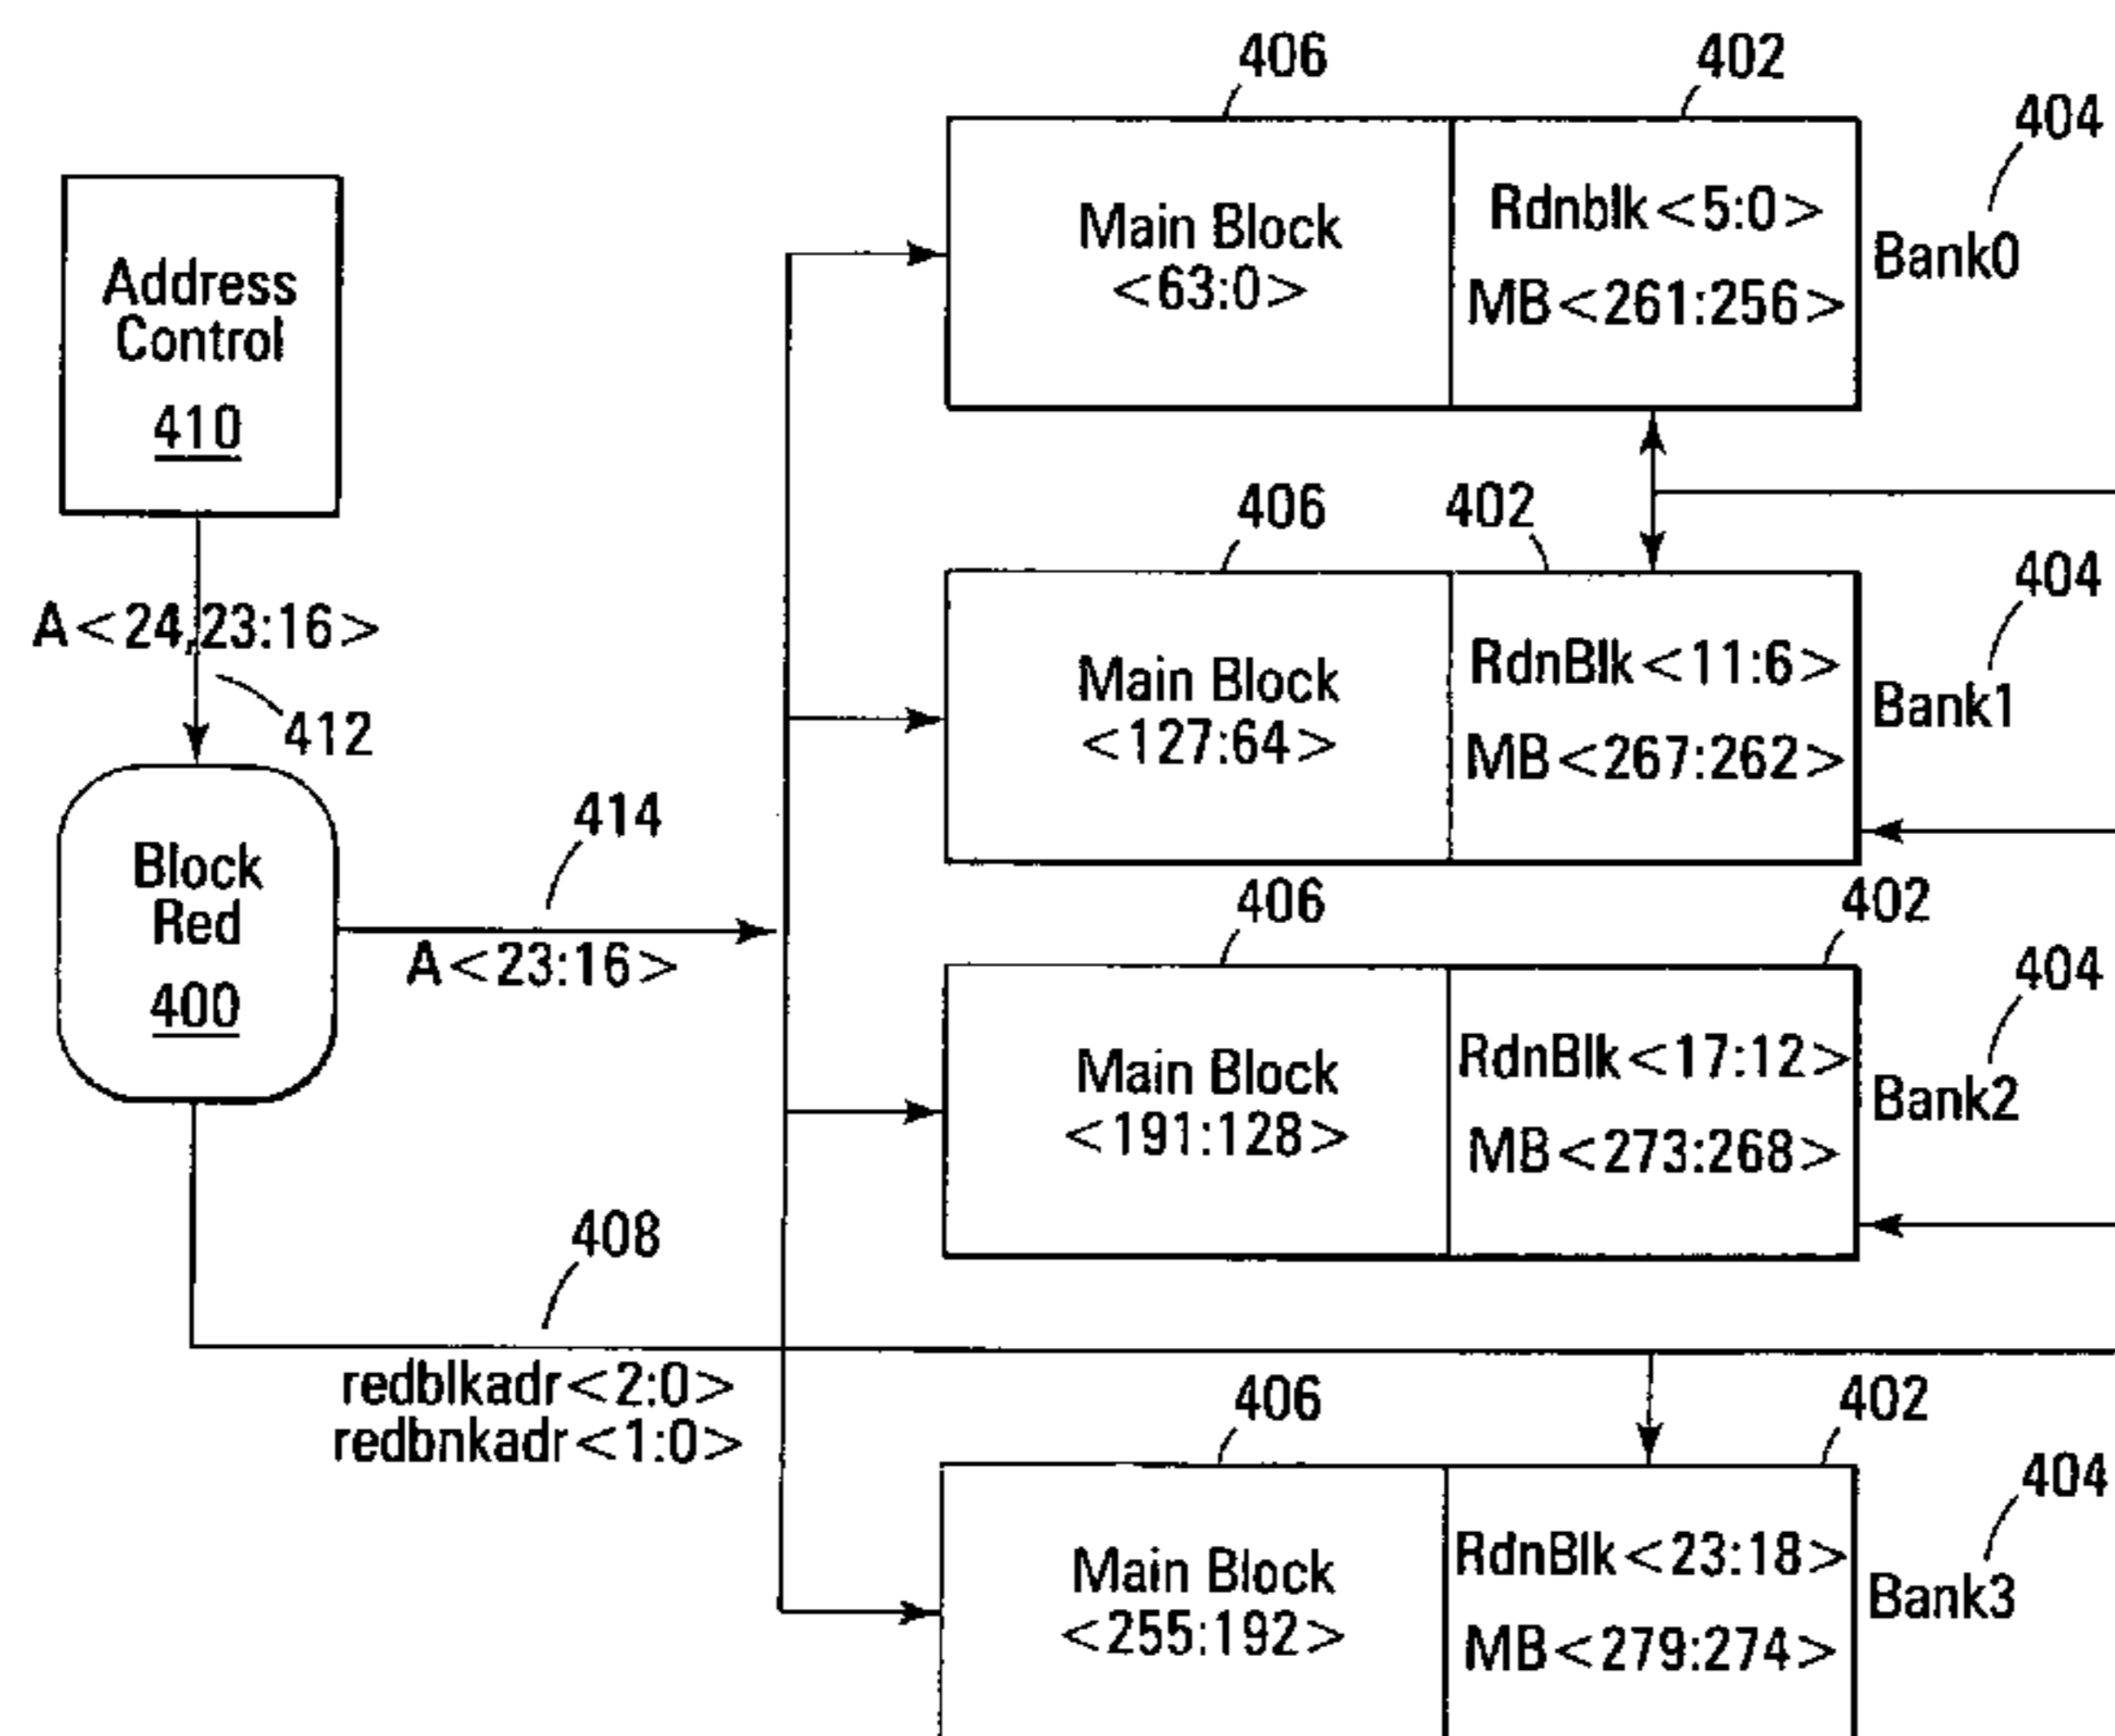 406
402
404
Main Block
<63:0>
Rdnblk<5:0>
MB<261:256>
Bank0
Address
Control
410
A<24,23:16>
412
406
402
404
Main Block
<127:64>
RdnBlk<11:6>
MB<267:262>
Bank1
Block
Red
400
414
A<23:16>
406
402
404
Main Block
<191:128>
RdnBlk<17:12>
MB<273:268>
Bank2
408
redblkadr<2:0>
redbnkadr<1:0>
406
402
404
Main Block
<255:192>
RdnBlk<23:18>
MB<279:274>
Bank3